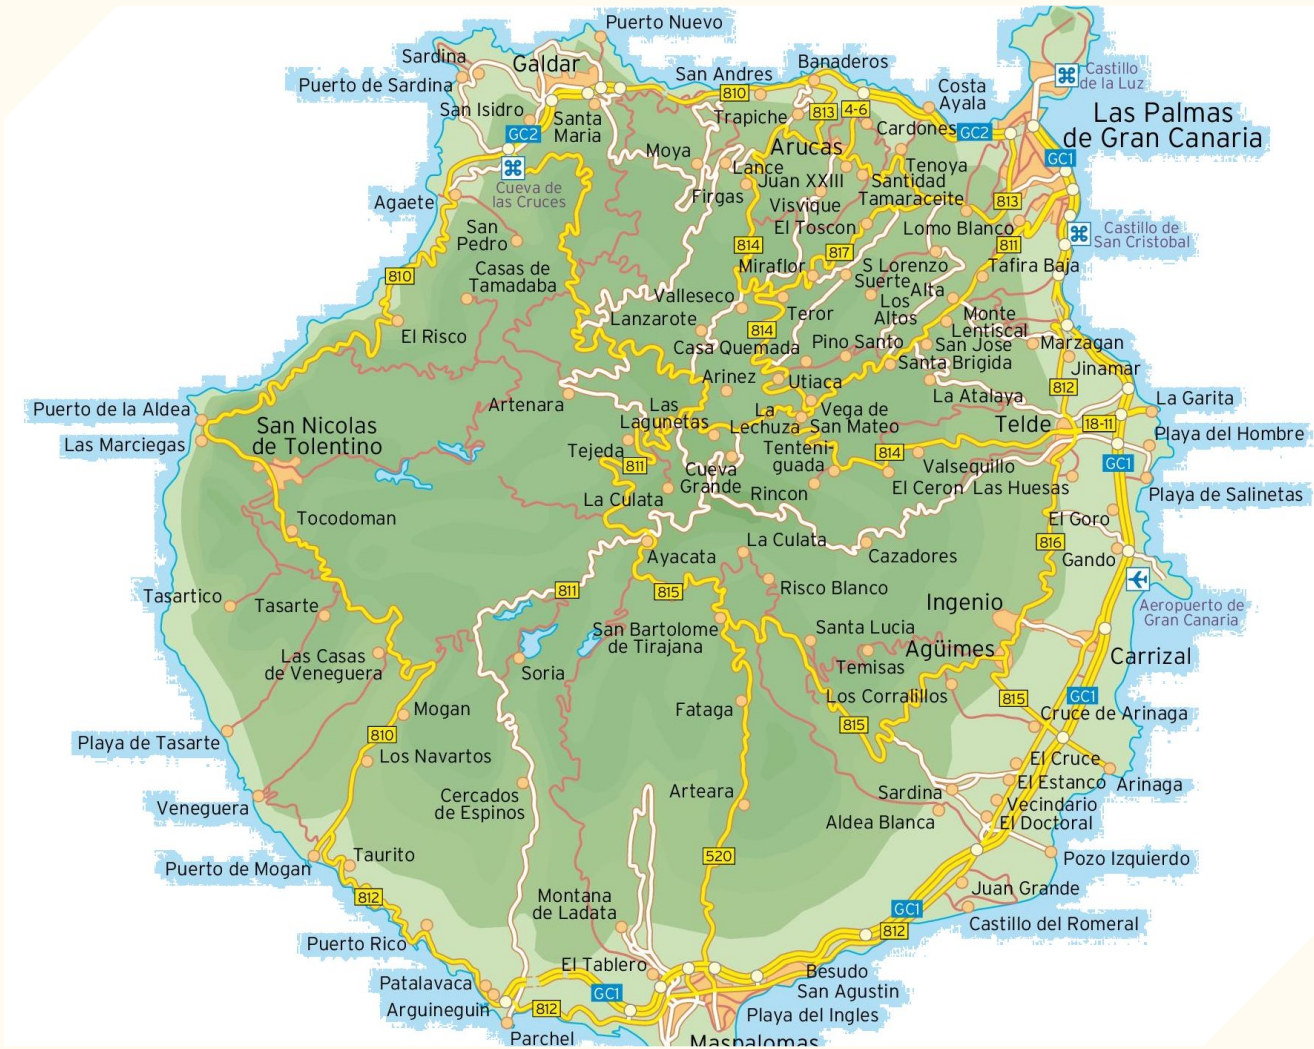 Puerto Nuevo
Sardina
Galdar
Banaderos
Puerto de Sardina
San Andres
810
Costa
Ayala
Castillo
de la Luz
San Isidro
Santa
Maria
Trapiche
813
4-6
Cardones
GC2
Las Palmas
de Gran Canaria
GC2
Moya
Arucas
GC1
Lance
Tenoya
Cueva de
las Cruces
Firgas
Juan XXIII
Santidad
Agaete
Visvique
Tamaraceite
813
San
Pedro
El Toscon
Lomo Blanco
811
Castillo de
San Cristobal
814
817
810
Casas de
Tamadaba
Miraflor
S Lorenzo
Tafira Baja
Suerte
Alta
Valleseco
Los
Altos
Lanzarote
Teror
Monte
Lentiscal
El Risco
814
Casa Quemada
Pino Santo
San Jose
Marzagan
Santa Brigida
Jinamar
Arinez
Utiaca
812
Artenara
La Atalaya
La Garita
Puerto de la Aldea
Las
Lagunetas
La
Lechuza
Vega de
San Mateo
Telde
18-11
Las Marciegas
San Nicolas
de Tolentino
Playa del Hombre
Tejeda
811
Tenteni-
guada
814
Valsequillo
GC1
Cueva
Grande
La Culata
Rincon
El Ceron
Las Huesas
Playa de Salinetas
Tocodoman
El Goro
Ayacata
La Culata
Cazadores
816
Gando
811
815
Risco Blanco
Tasartico
Tasarte
Ingenio
Aeropuerto de
Gran Canaria
San Bartolome
de Tirajana
Santa Lucia
Agüimes
Las Casas
de Veneguera
Soria
Temisas
Carrizal
Los Corralillos
815
GC1
Mogan
Fataga
815
Cruce de Arinaga
810
Playa de Tasarte
Los Navartos
El Cruce
El Estanco
Arinaga
Veneguera
Cercados
de Espinos
Arteara
Sardina
Vecindario
Aldea Blanca
El Doctoral
Taurito
520
Pozo Izquierdo
Puerto de Mogan
812
Juan Grande
Montana
de Ladata
GC1
Castillo del Romeral
812
Puerto Rico
El Tablero
Besudo
Patalavaca
San Agustin
GC1
Arguineguin
812
Playa del Ingles
Parchel
Maspalomas